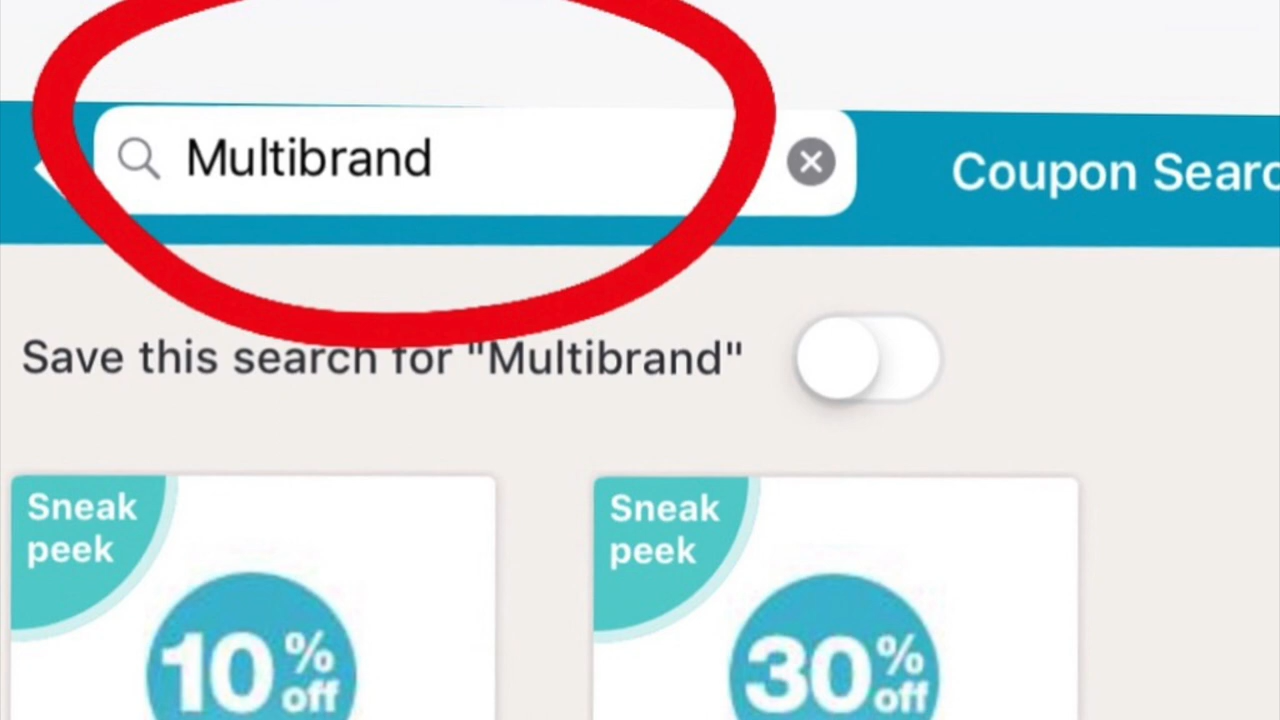 Multibrand
Coupon Searc
Save this search for "Multibrand"
Sneak
peek
10% off
Sneak
peek
30% off